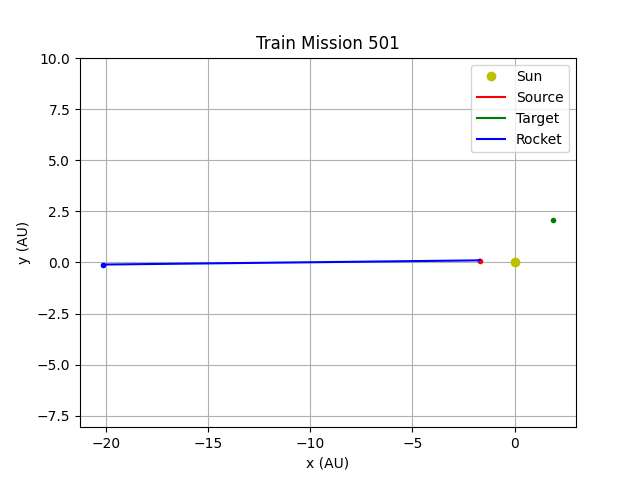 Train Mission 501
10.0
7.5
5.0
2.5
0.0
−2.5
−5.0
−7.5
y (AU)
−20
−15
−10
−5
0
x (AU)
Sun
Source
Target
Rocket